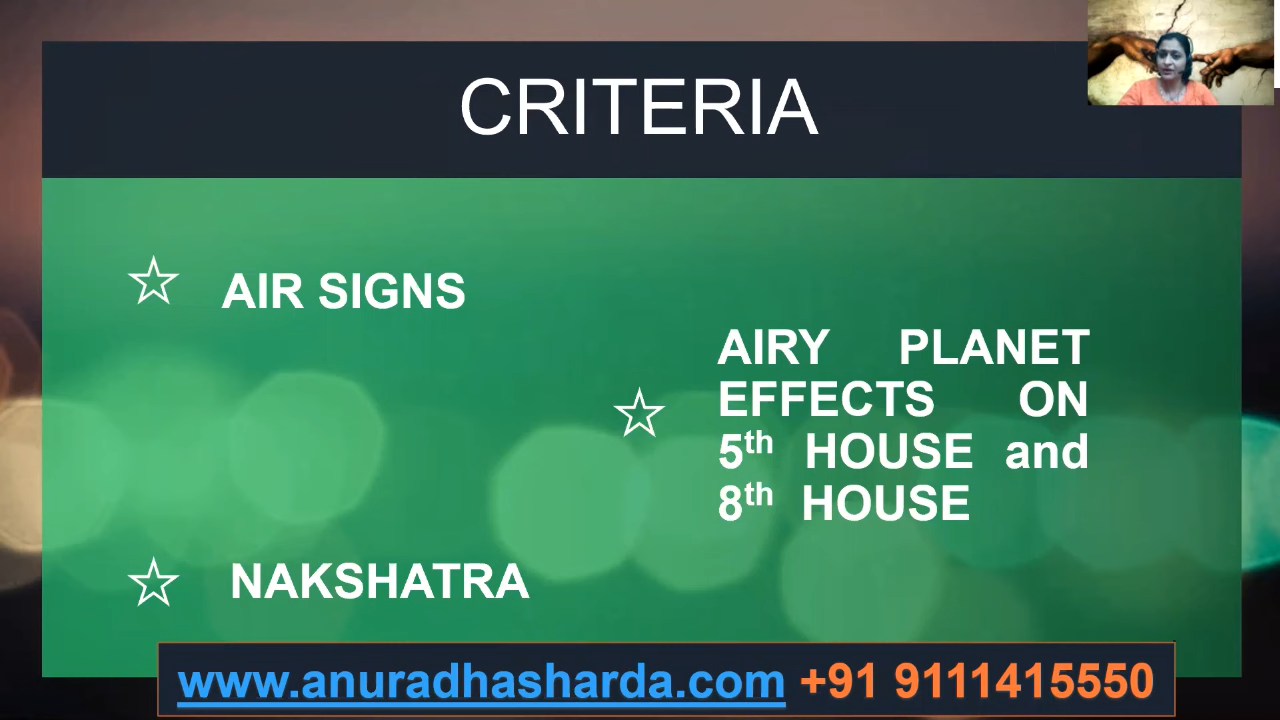 CRITERIA
AIR SIGNS
AIRY PLANET
EFFECTS ON
5th HOUSE and
8th HOUSE
NAKSHATRA
www.anuradhasharda.com +91 9111415550